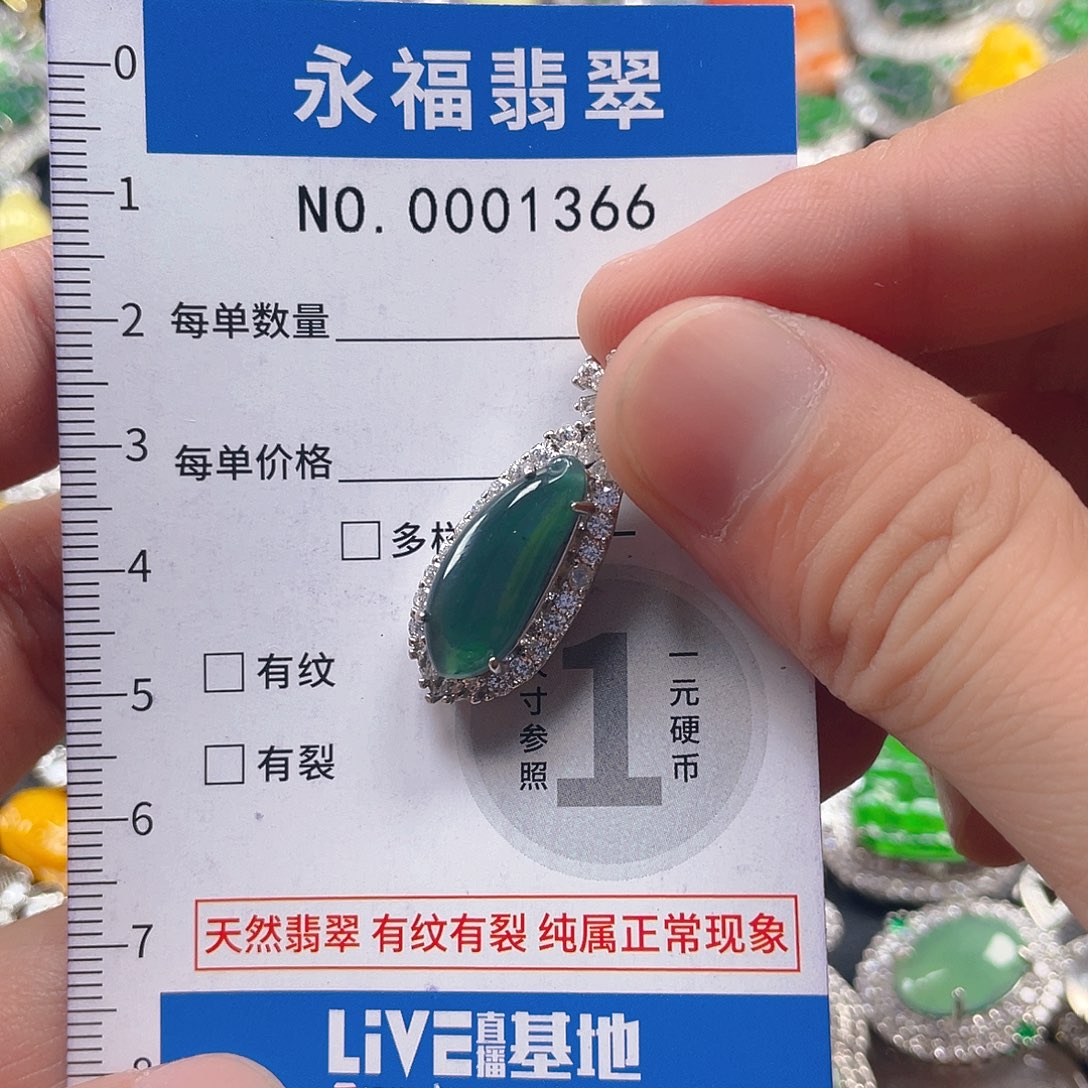 永福翡翠
NO.0001366
每单数量
每单价格
多
有纹
有裂
寸参照
1
一元硬币
天然翡翠 有纹有裂 纯属正常现象
LiVE直播基地
0
1
2
3
4
5
6
7
8